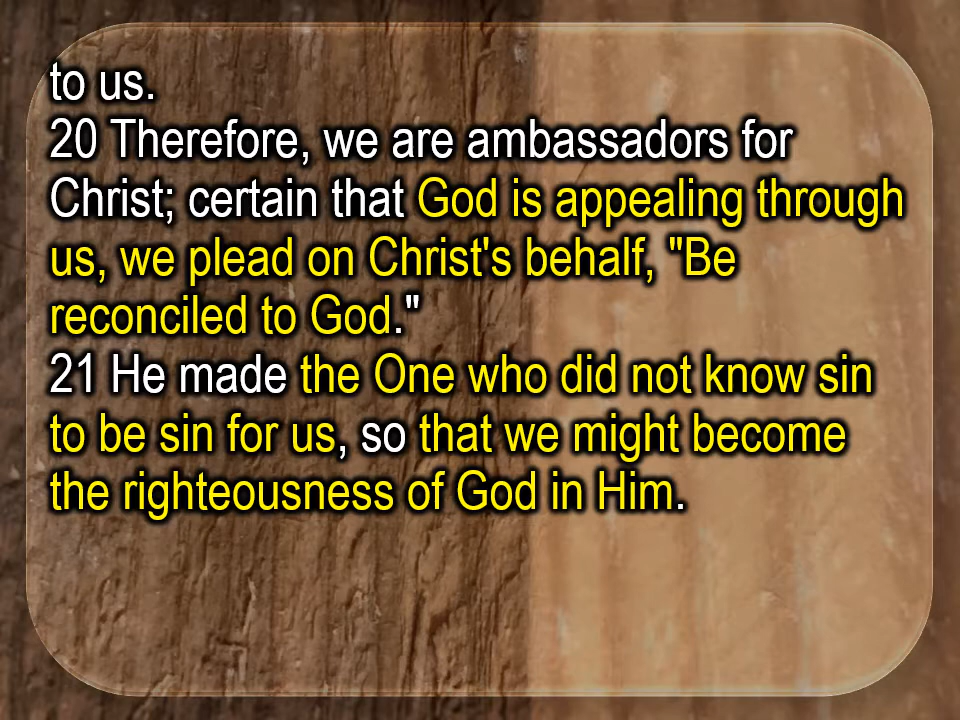 to us.
20 Therefore, we are ambassadors for
Christ; certain that God is appealing through
us, we plead on Christ's behalf, "Be
reconciled to God."
21 He made the One who did not know sin
to be sin for us, so that we might become
the righteousness of God in Him.